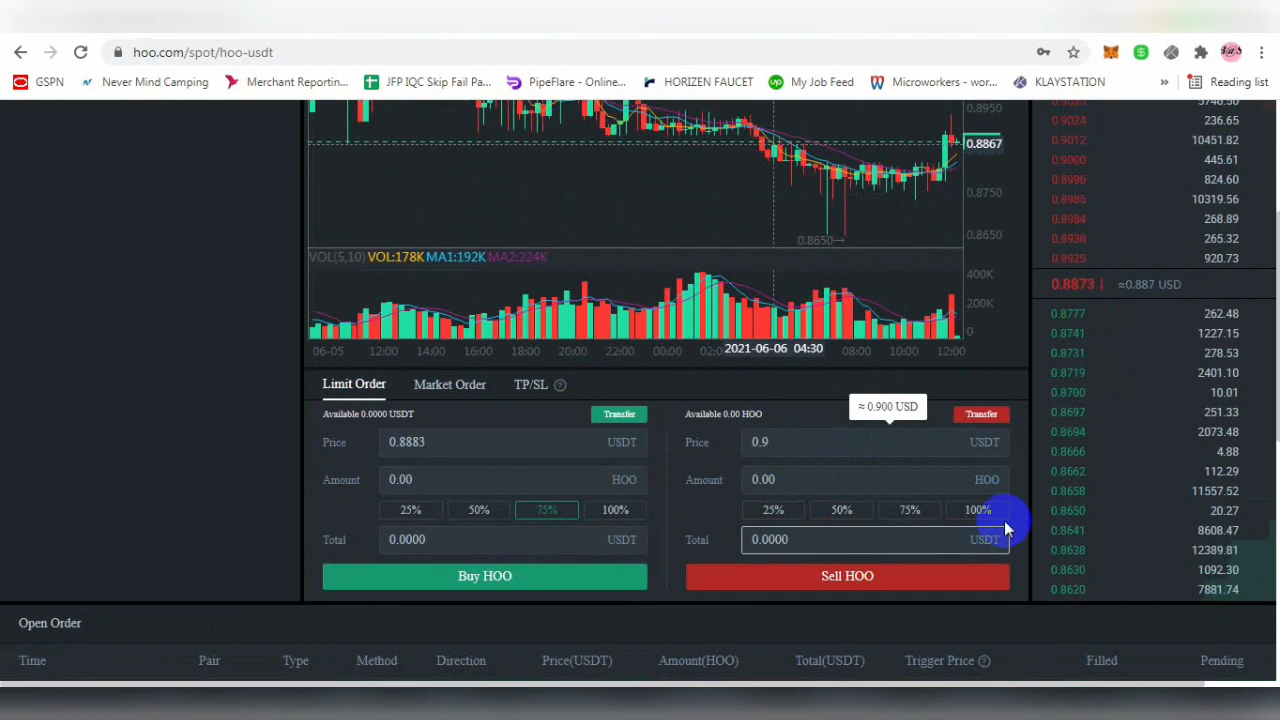 hoo.com/spot/hoo-usdt
GSPN Never Mind Camping Merchant Reportin... JFP IQC Skip Fail Pa... PipeFlare - Online... HORIZEN FAUCET My Job Feed Microworkers - wor... KLAYSTATION » Reading list
0.8950
0.8867
0.8750
0.8650
0.8650→
VOL(5,10) VOL:178K MA1:192K MA2:224K
400K
200K
0
06-05 12:00 14:00 16:00 18:00 20:00 22:00 00:00 02:0 2021-06-06 04:30 08:00 10:00 12:00
5746.50
0.9024 236.65
0.9012 10451.82
0.9000 445.61
0.8996 824.60
0.8986 10319.56
0.8984 268.89
0.8938 265.32
0.8925 920.73
0.8873↓ ≈0.887 USD
0.8777 262.48
0.8741 1227.15
0.8731 278.53
0.8719 2401.10
0.8700 10.01
0.8697 251.33
0.8694 2073.48
0.8666 4.88
0.8662 112.29
0.8658 11557.52
0.8650 20.27
0.8641 8608.47
0.8638 12389.81
0.8630 1092.30
0.8620 7881.74
Limit Order Market Order TP/SL ?
Available 0.0000 USDT Transfer
Price 0.8883 USDT
Amount 0.00 HOO
25% 50% 75% 100%
Total 0.0000 USDT
Buy HOO
≈ 0.900 USD
Available 0.00 HOO Transfer
Price 0.9 USDT
Amount 0.00 HOO
25% 50% 75% 100%
Total 0.0000 USDT
Sell HOO
Open Order
Time Pair Type Method Direction Price(USDT) Amount(HOO) Total(USDT) Trigger Price ? Filled Pending